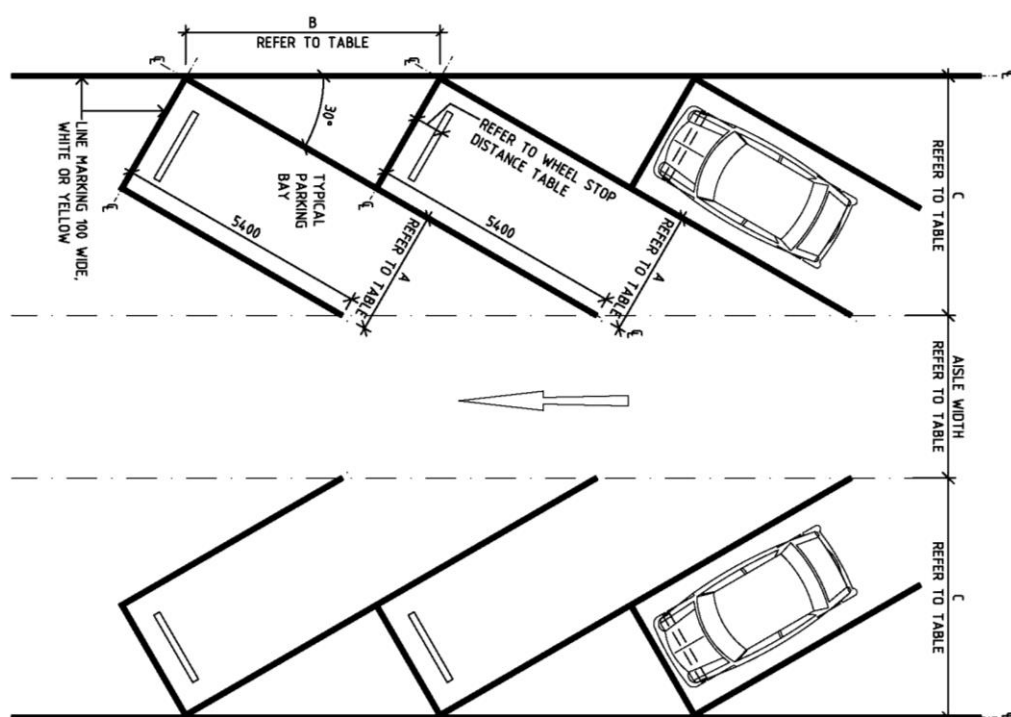 B
REFER TO TABLE
℄
℄
℄
30°
LINE MARKING 100 WIDE,
WHITE OR YELLOW
TYPICAL
PARKING
BAY
5400
℄
REFER TO WHEEL STOP
DISTANCE TABLE
5400
℄
A
REFER TO TABLE
A
REFER TO TABLE
℄
C
REFER TO TABLE
AISLE WIDTH
REFER TO TABLE
C
REFER TO TABLE